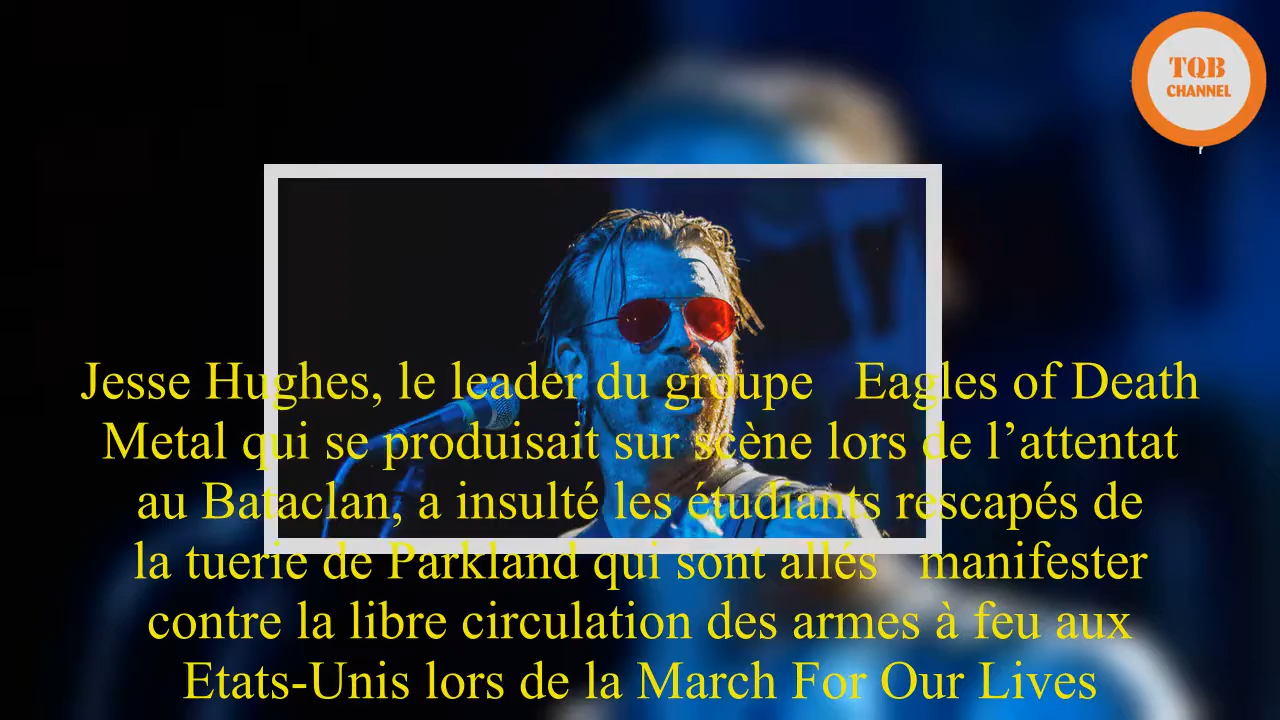 TQB
CHANNEL
Jesse Hughes, le leader du groupe Eagles of Death
Metal qui se produisait sur scène lors de l’attentat
au Bataclan, a insulté les étudiants rescapés de
la tuerie de Parkland qui sont allés manifester
contre la libre circulation des armes à feu aux
Etats-Unis lors de la March For Our Lives